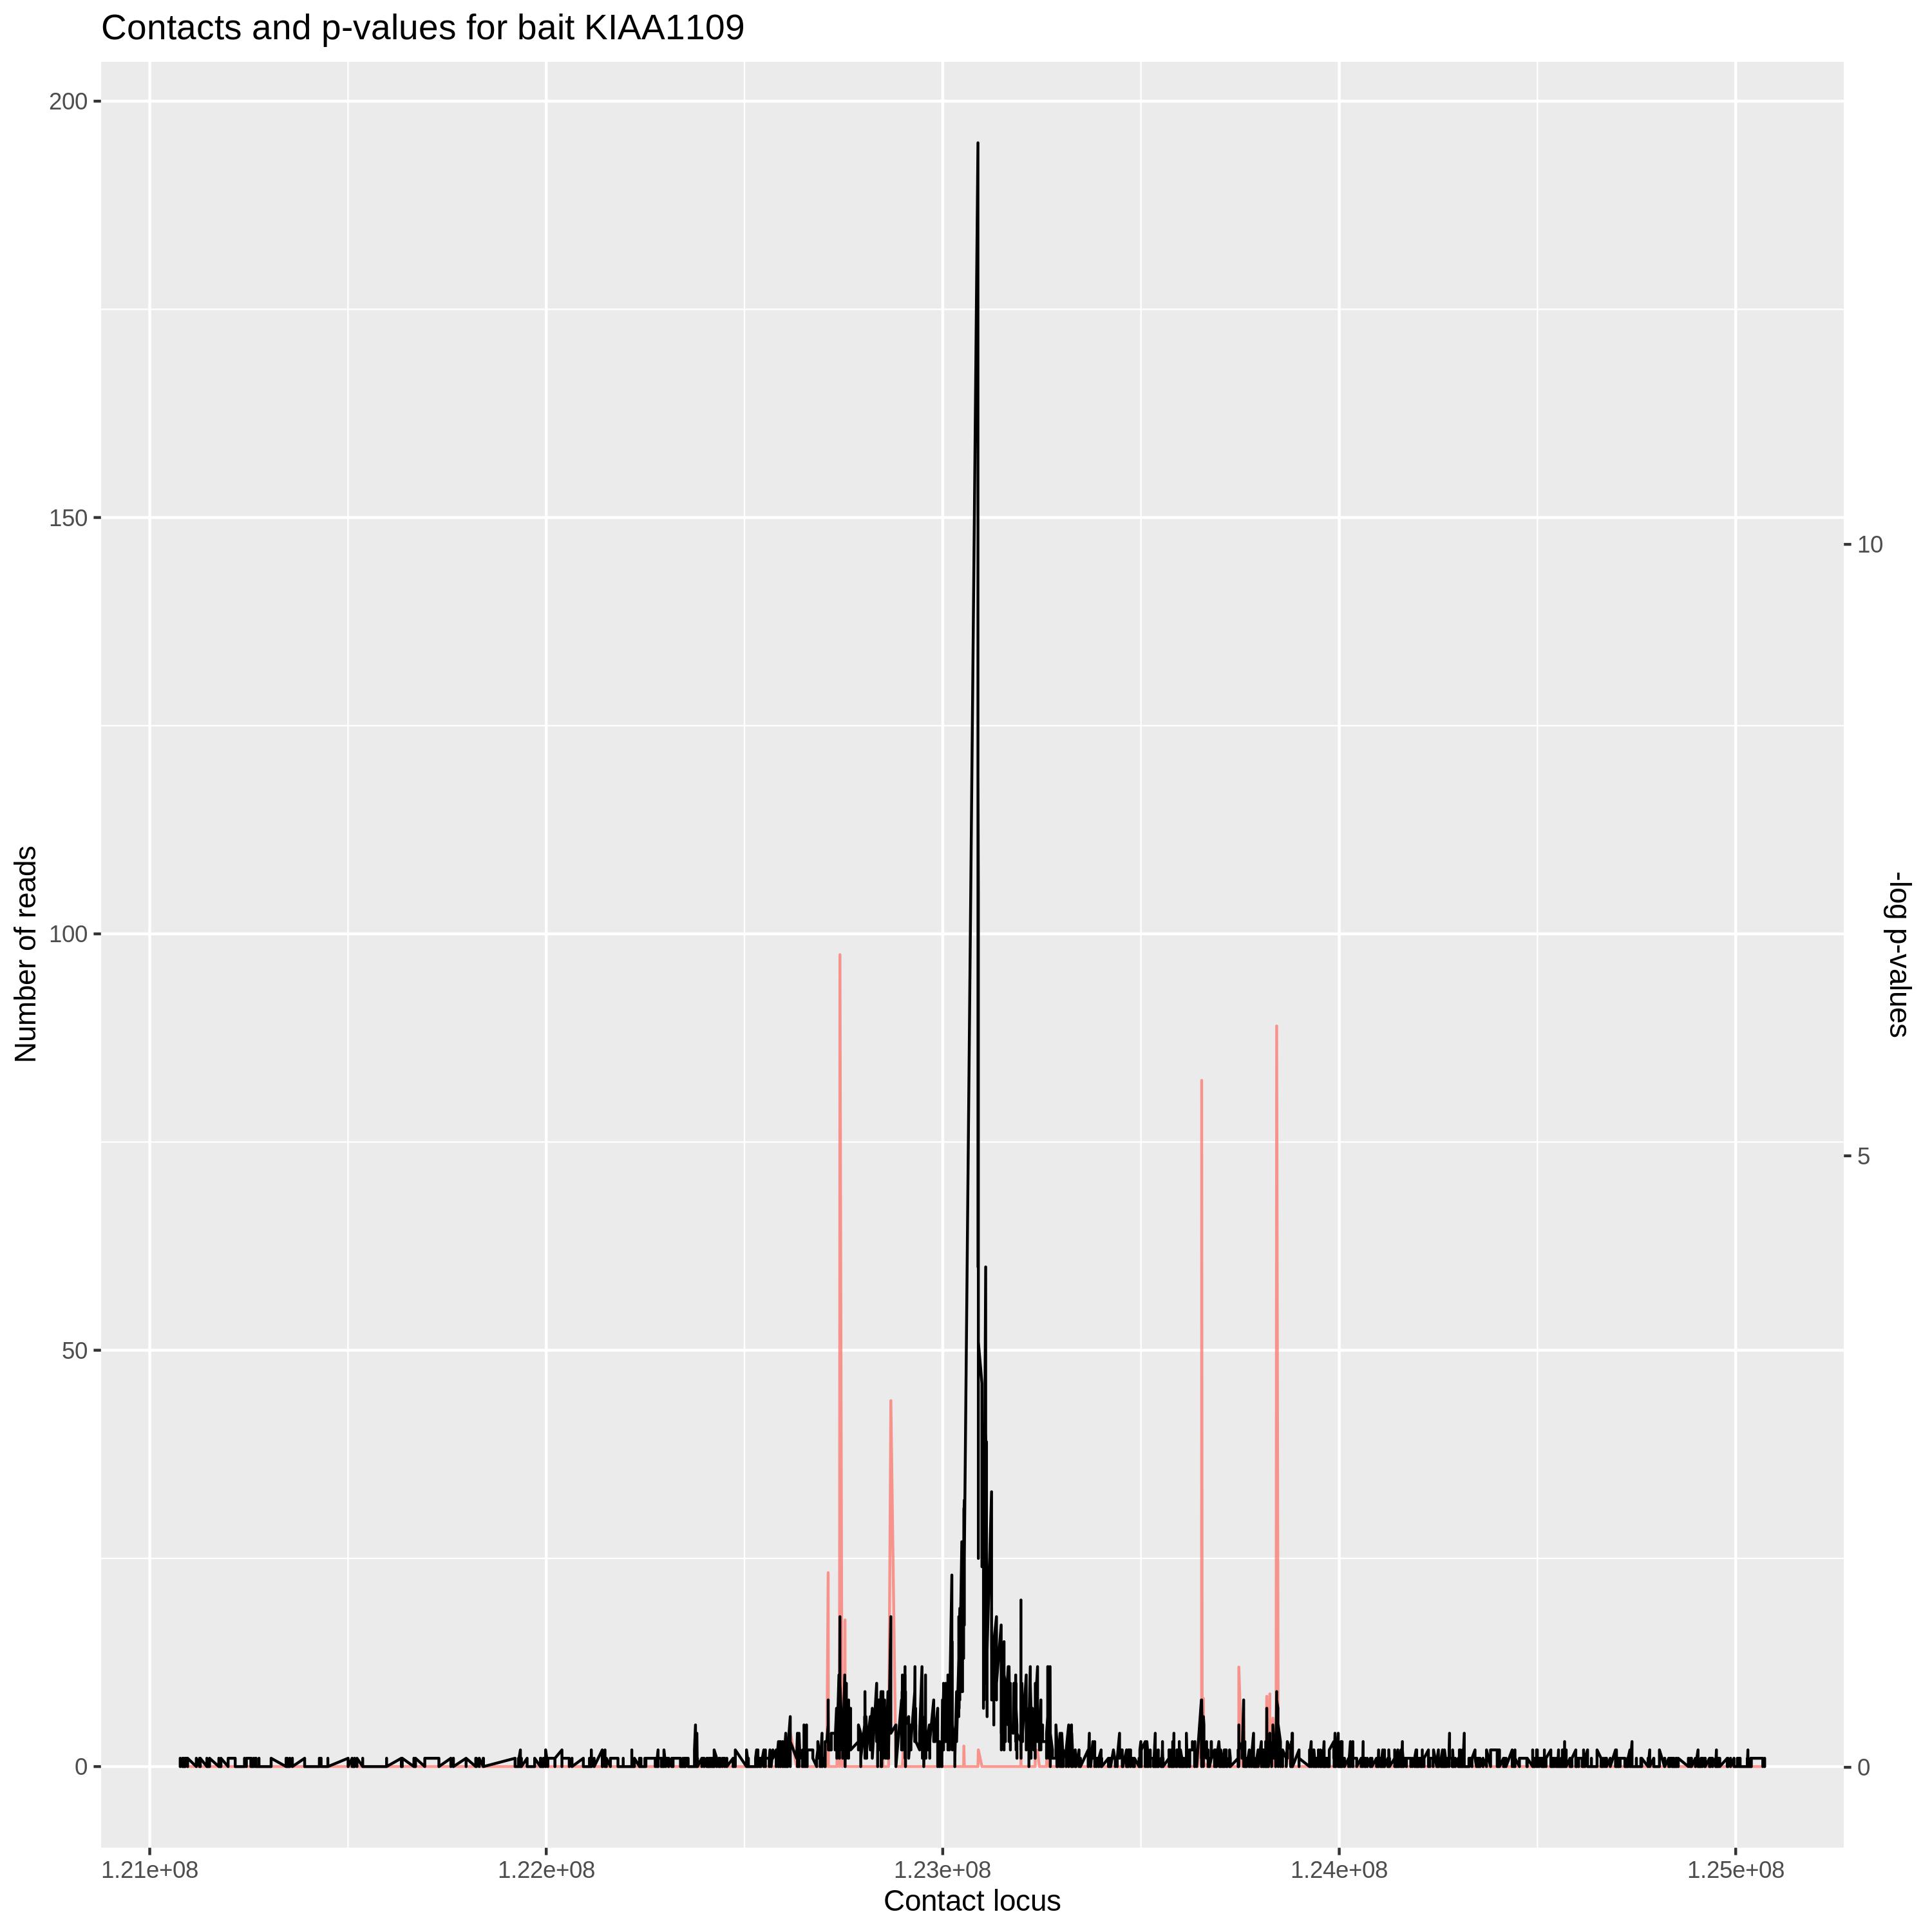 Contacts and p-values for bait KIAA1109
200
150
100
50
0
10
5
0
Number of reads
-log p-values
1.21e+08
1.22e+08
1.23e+08
1.24e+08
1.25e+08
Contact locus